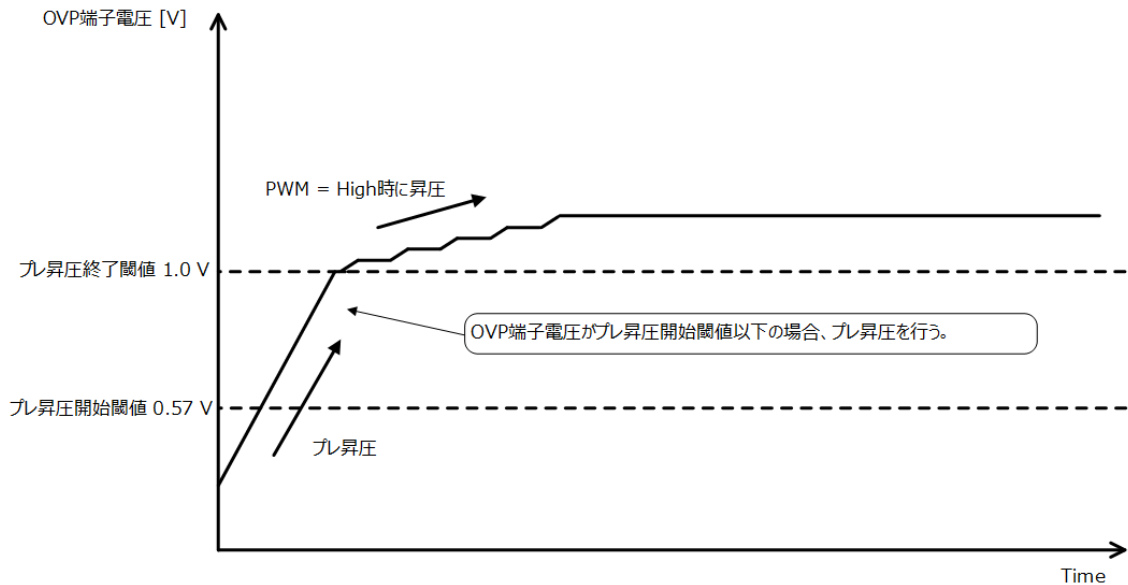 OVP端子電圧 [V]
PWM = High時に昇圧
プレ昇圧終了閾値 1.0 V
OVP端子電圧がプレ昇圧開始閾値以下の場合、プレ昇圧を行う。
プレ昇圧開始閾値 0.57 V
プレ昇圧
Time